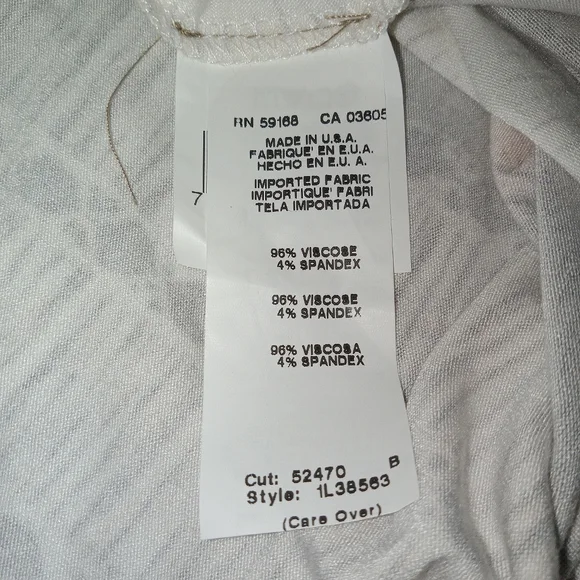 RN 59168 CA 03605
MADE IN U.S.A.
FABRIQUE' EN E.U.A.
HECHO EN E.U. A.
IMPORTED FABRIC
IMPORTIQUE' FABRI
TELA IMPORTADA
7
96% VISCOSE
4% SPANDEX
96% VISCOSE
4% SPANDEX
96% VISCOSA
4% SPANDEX
Cut: 52470 B
Style: 1L38563
(Care Over)